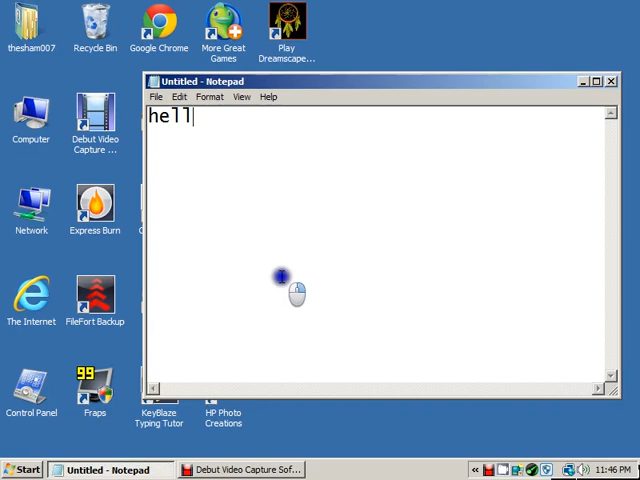 thesham007
Recycle Bin
Google Chrome
More Great
Games
Play
Dreamscape...
Untitled - Notepad
File Edit Format View Help
hell
Computer
Debut Video
Capture ...
Network
Express Burn
The Internet
FileFort Backup
99
Control Panel
Fraps
KeyBlaze
Typing Tutor
HP Photo
Creations
Start
Untitled - Notepad
Debut Video Capture Sof...
11:46 PM